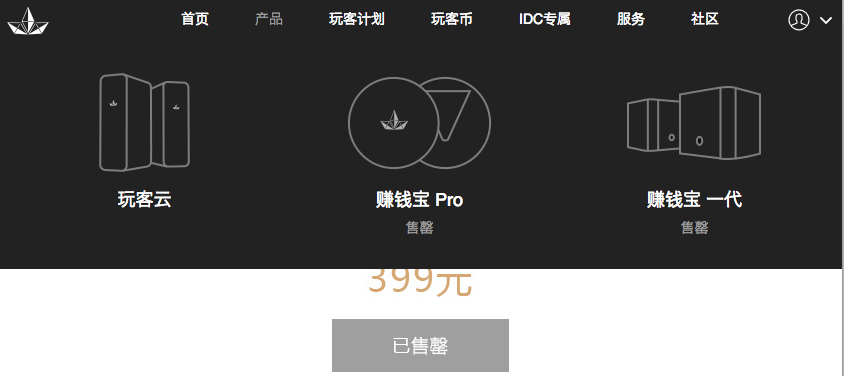 首页 产品 玩客计划 玩客币 IDC专属 服务 社区
玩客云 赚钱宝 Pro 赚钱宝 一代
售罄 售罄
399元
已售罄